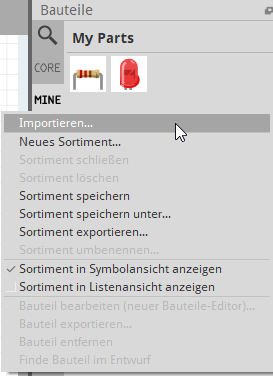 Bauteile
My Parts
CORE
MINE
Importieren...
Neues Sortiment...
Sortiment schließen
Sortiment löschen
Sortiment speichern
Sortiment speichern unter...
Sortiment exportieren...
Sortiment umbenennen...
Sortiment in Symbolansicht anzeigen
Sortiment in Listenansicht anzeigen
Bauteil bearbeiten (neuer Bauteile-Editor)...
Bauteil exportieren...
Bauteil entfernen
Finde Bauteil im Entwurf